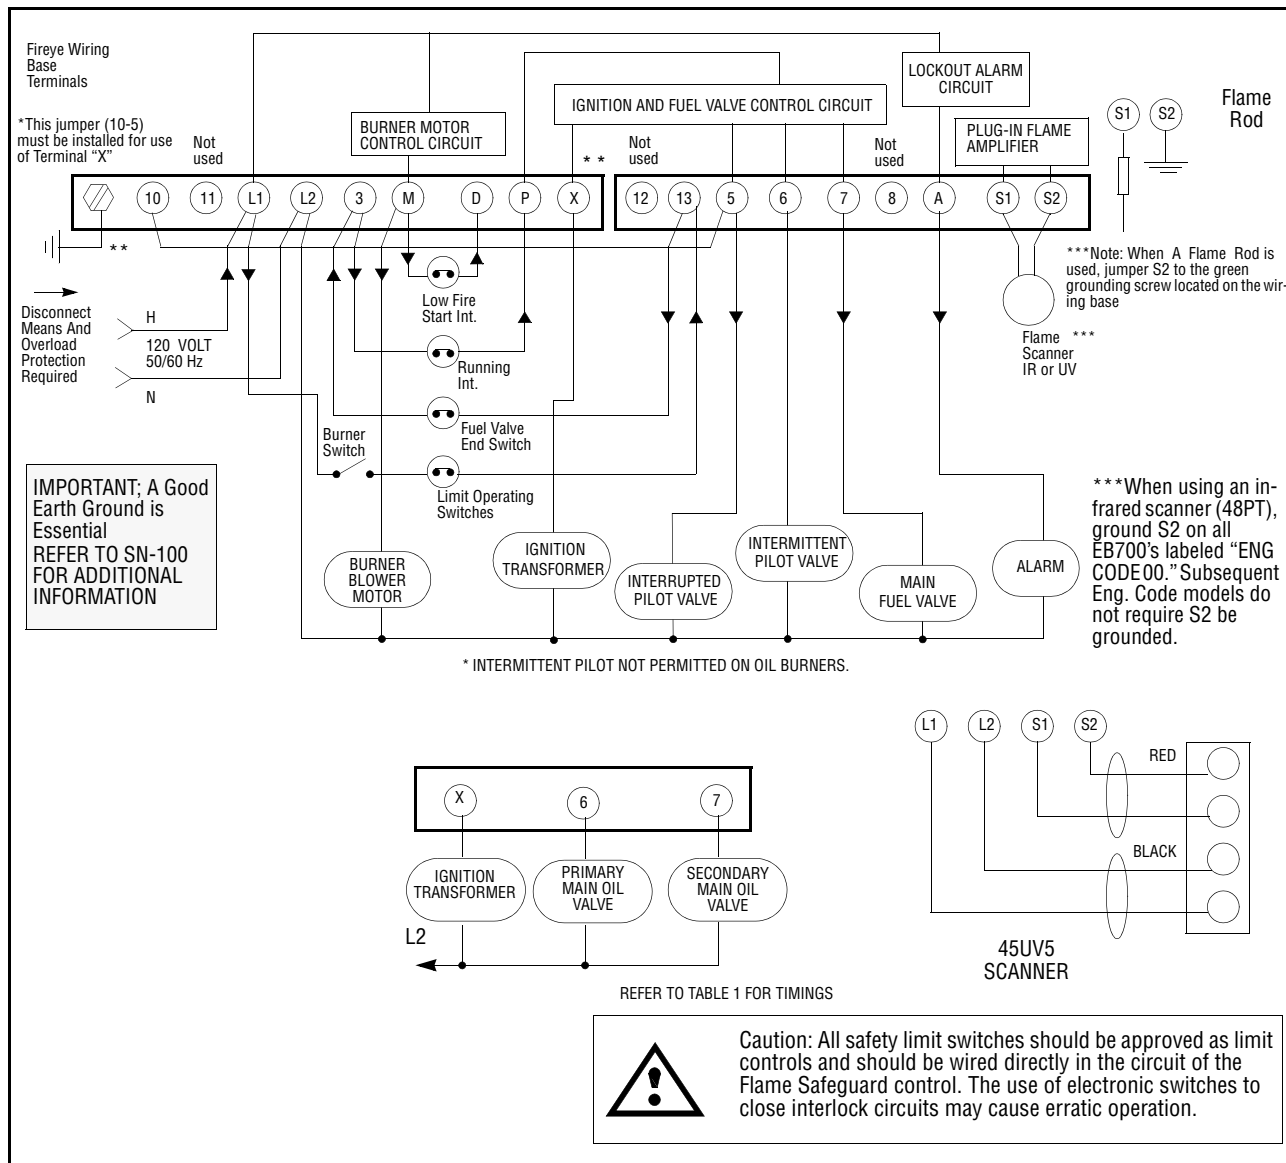 Fireye Wiring
Base
Terminals
*This jumper (10-5)
must be installed for use
of Terminal “X”
Not
used
BURNER MOTOR
CONTROL CIRCUIT
IGNITION AND FUEL VALVE CONTROL CIRCUIT
* *
Not
used
Not
used
LOCKOUT ALARM
CIRCUIT
PLUG-IN FLAME
AMPLIFIER
S1
S2
Flame
Rod
10
11
L1
L2
3
M
D
P
X
12
13
5
6
7
8
A
S1
S2
* *
***Note: When A Flame Rod is
used, jumper S2 to the green
grounding screw located on the wir-
ing base
Disconnect
Means And
Overload
Protection
Required
H
120 VOLT
50/60 Hz
N
Low Fire
Start Int.
Running
Int.
Fuel Valve
End Switch
Burner
Switch
Limit Operating
Switches
Flame
Scanner
IR or UV
***
IMPORTANT; A Good
Earth Ground is
Essential
REFER TO SN-100
FOR ADDITIONAL
INFORMATION
BURNER
BLOWER
MOTOR
IGNITION
TRANSFORMER
INTERRUPTED
PILOT VALVE
INTERMITTENT
PILOT VALVE
MAIN
FUEL VALVE
ALARM
***When using an in-
frared scanner (48PT),
ground S2 on all
EB700’s labeled “ENG
CODE00.” Subsequent
Eng. Code models do
not require S2 be
grounded.
* INTERMITTENT PILOT NOT PERMITTED ON OIL BURNERS.
X
6
7
IGNITION
TRANSFORMER
PRIMARY
MAIN OIL
VALVE
SECONDARY
MAIN OIL
VALVE
L2
L1
L2
S1
S2
RED
BLACK
45UV5
SCANNER
REFER TO TABLE 1 FOR TIMINGS
Caution: All safety limit switches should be approved as limit
controls and should be wired directly in the circuit of the
Flame Safeguard control. The use of electronic switches to
close interlock circuits may cause erratic operation.